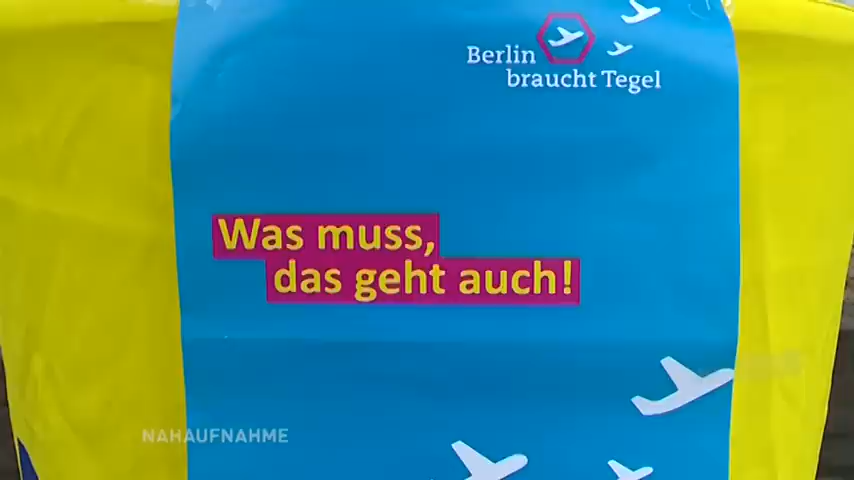 Berlin
braucht Tegel
Was muss,
das geht auch!
NAHAUFNAHME